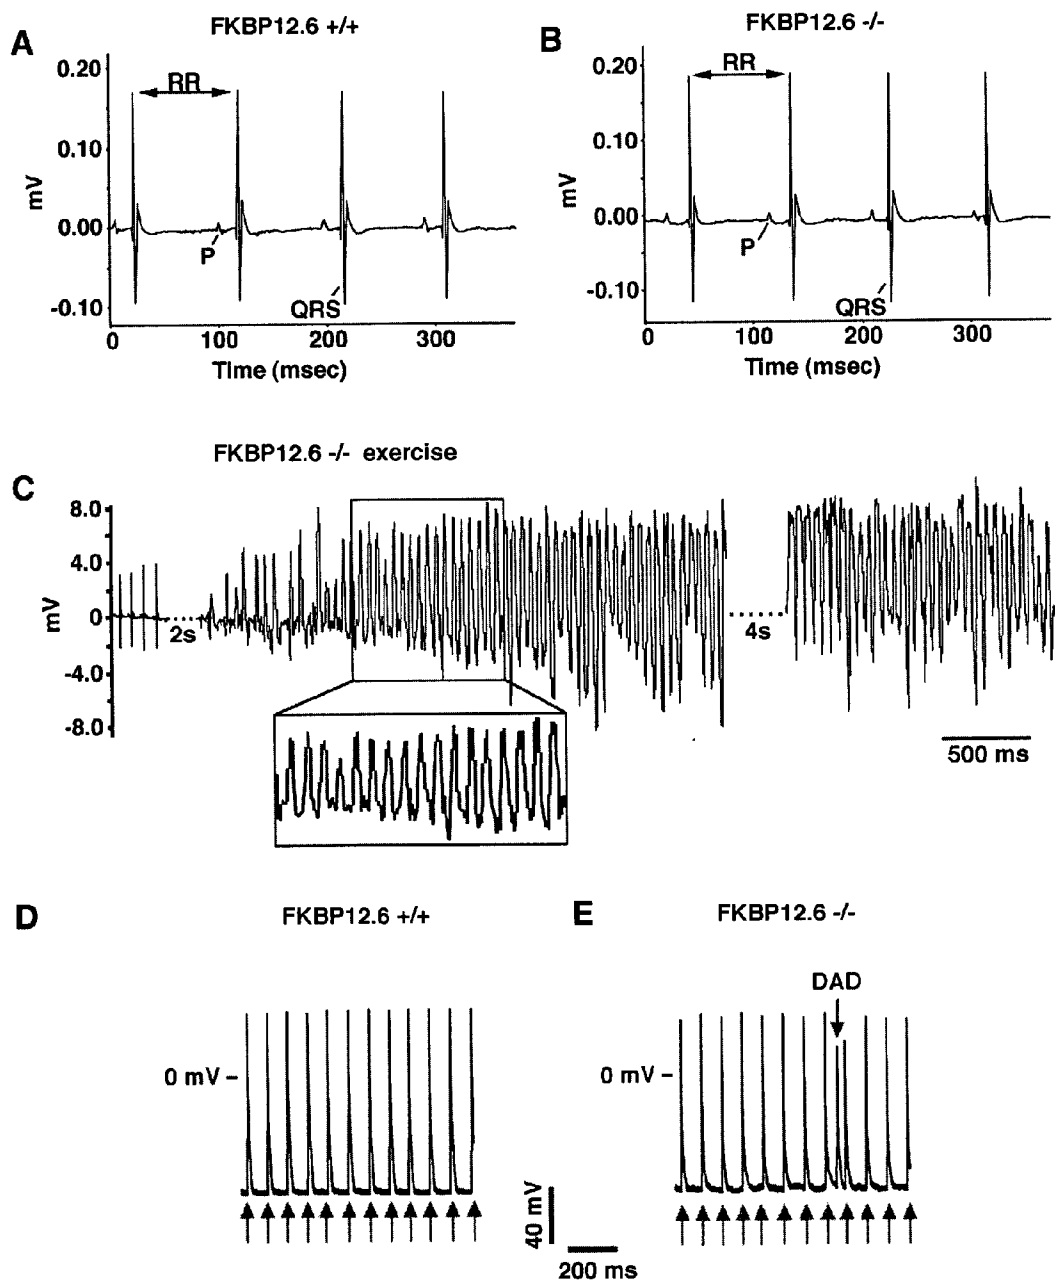 A
FKBP12.6 +/+
0.20
0.10
0.00
-0.10
mV
RR
P
QRS
0 100 200 300
Time (msec)
B
FKBP12.6 -/-
0.20
0.10
0.00
-0.10
mV
RR
P
QRS
0 100 200 300
Time (msec)
FKBP12.6 -/- exercise
C
8.0
4.0
0
-4.0
-8.0
mV
2s
4s
500 ms
D
FKBP12.6 +/+
0 mV
40 mV
200 ms
E
FKBP12.6 -/-
DAD
0 mV